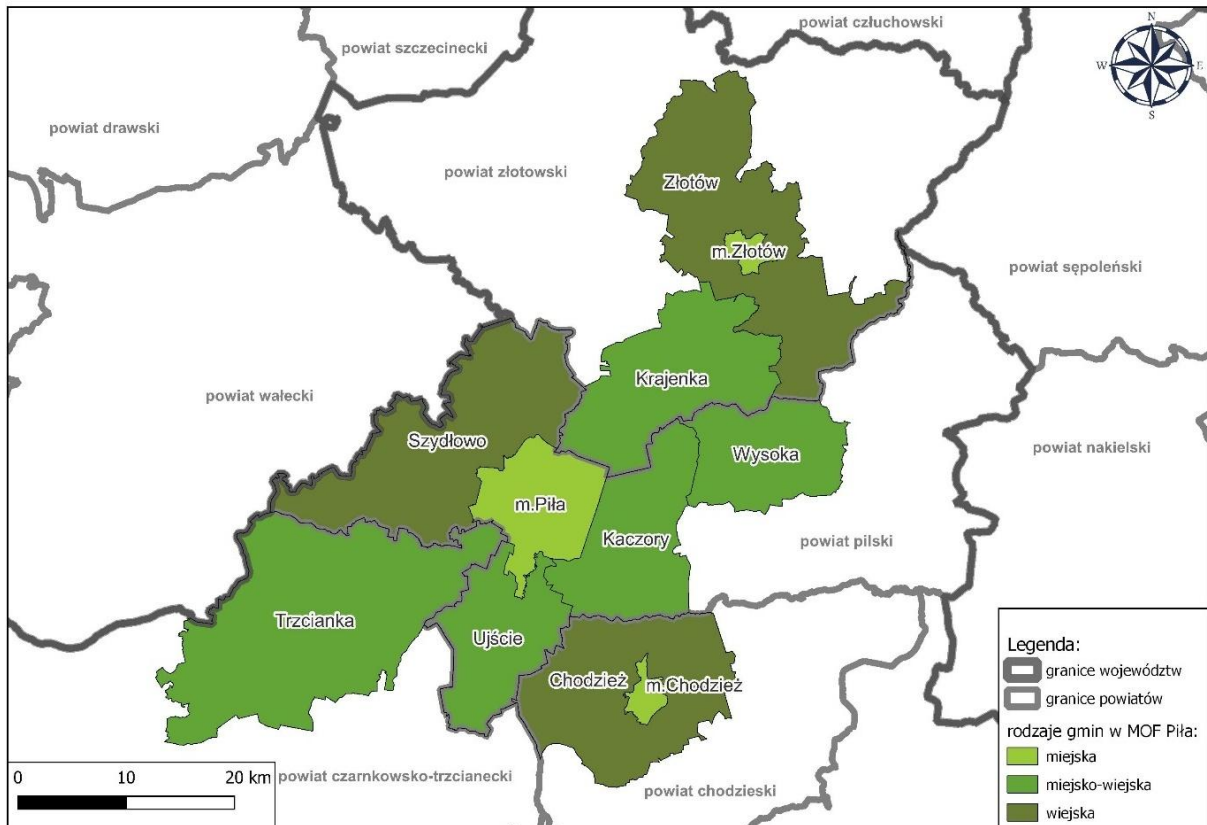 powiat człuchowski
powiat szczecinecki
N
W
E
S
powiat drawski
powiat złotowski
Złotów
m.Złotów
powiat sępoleński
Krajenka
powiat wałecki
Szydłowo
Wysoka
powiat nakielski
m.Piła
Kaczory
powiat pilski
Trzcianka
Ujście
Chodzież
m.Chodzież
powiat czarnkowsko-trzcianecki
powiat chodzieski
0 10 20 km
Legenda:
granice województw
granice powiatów
rodzaje gmin w MOF Piła:
miejska
miejsko-wiejska
wiejska